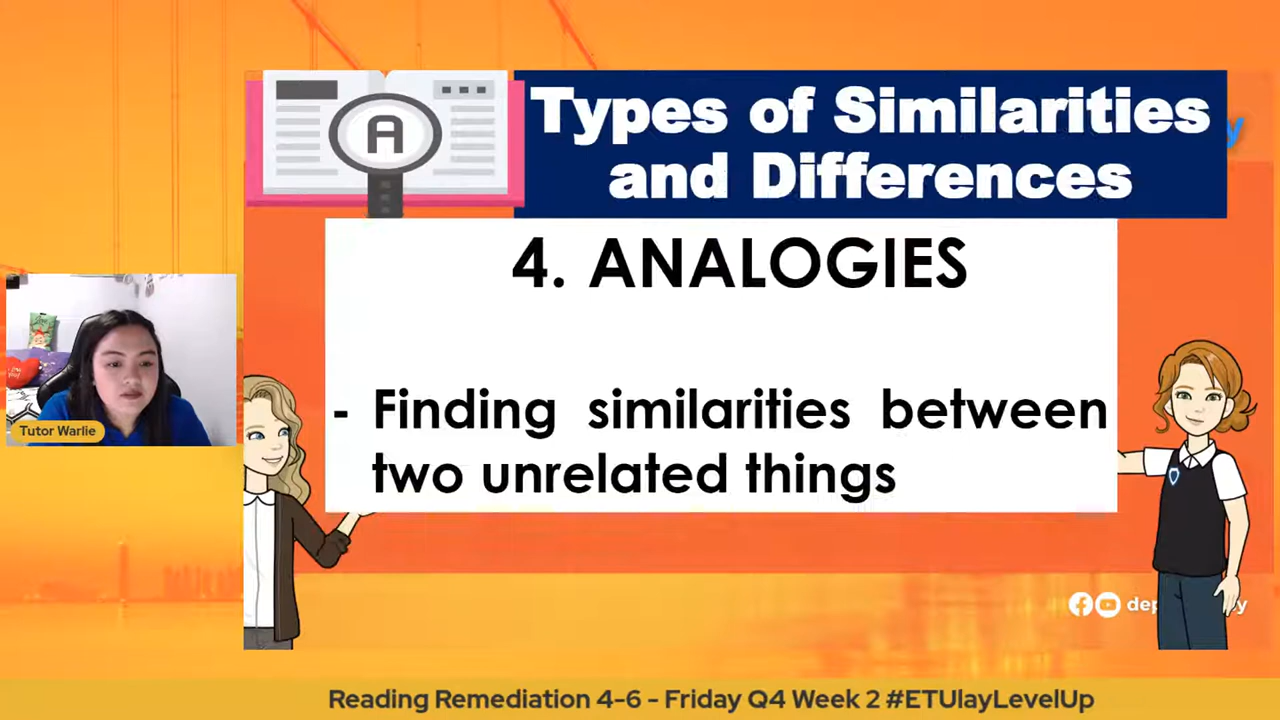 Types of Similarities
and Differences
4. ANALOGIES
- Finding similarities between
two unrelated things
Tutor Warlie
Reading Remediation 4-6 - Friday Q4 Week 2 #ETUlayLevelUp